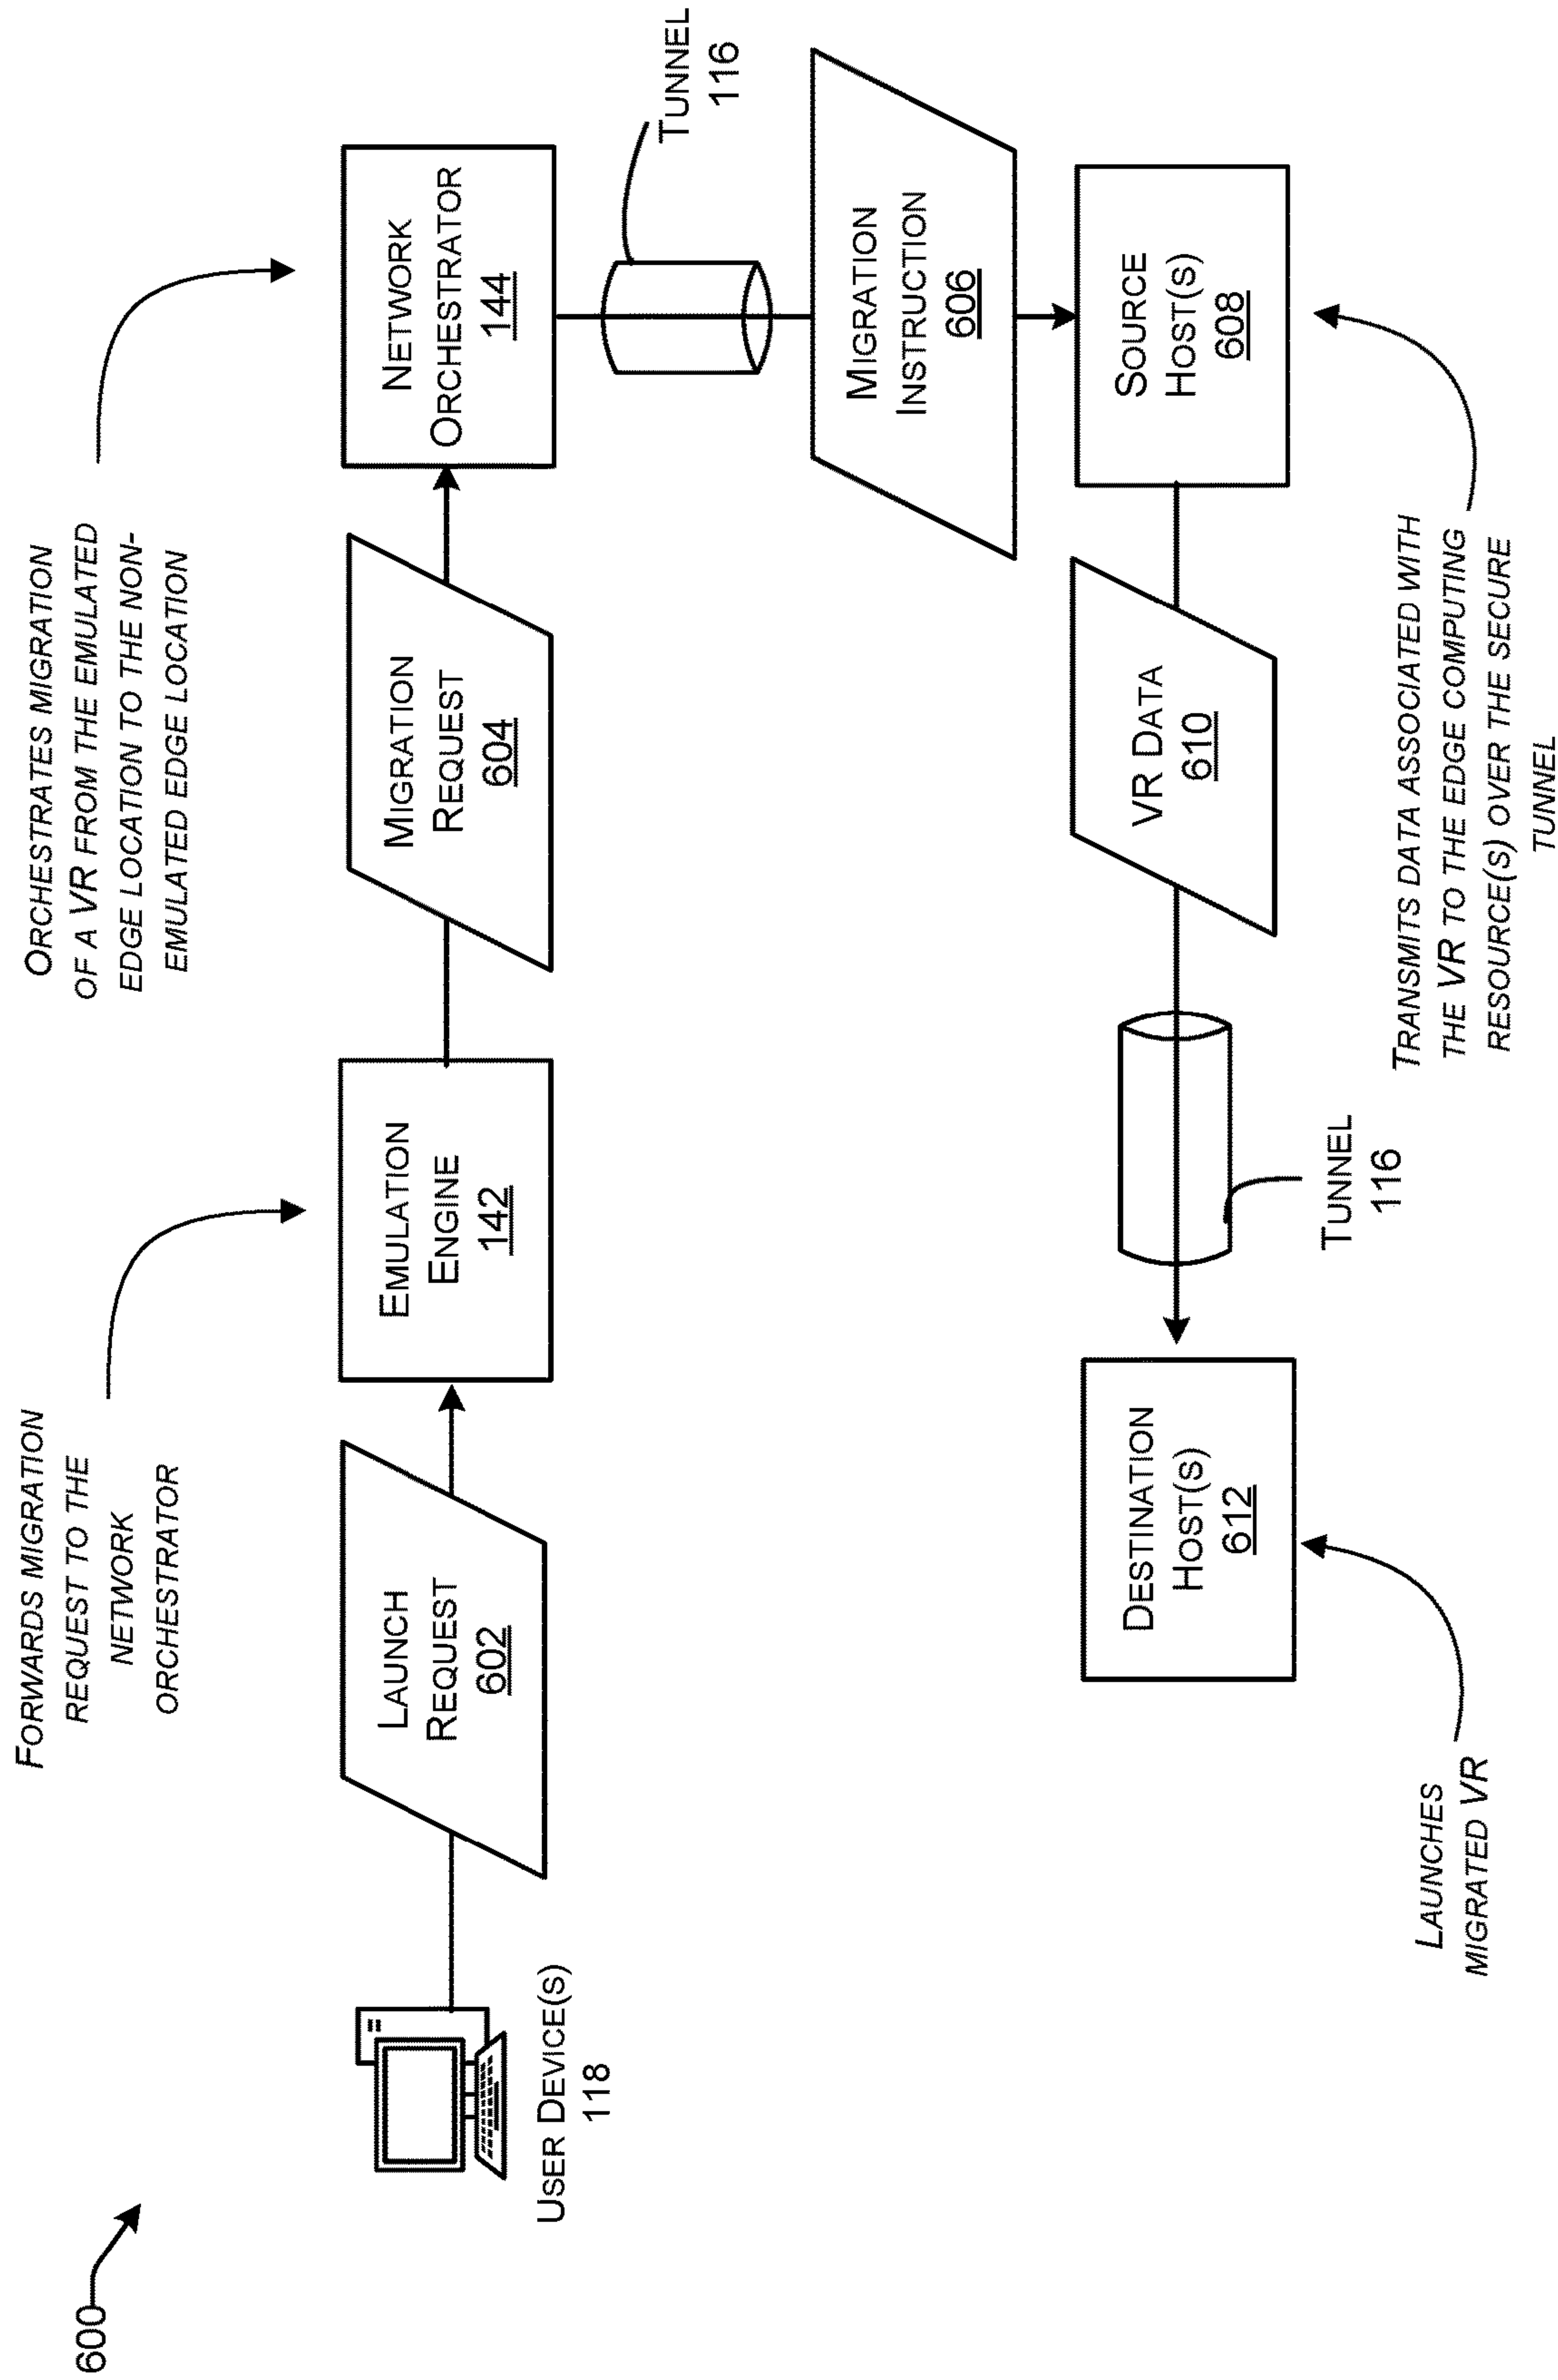 600
FORWARDS MIGRATION
REQUEST TO THE
NETWORK
ORCHESTRATOR
ORCHESTRATES MIGRATION
OF A VR FROM THE EMULATED
EDGE LOCATION TO THE NON-
EMULATED EDGE LOCATION
USER DEVICE(S)
118
LAUNCH
REQUEST
602
EMULATION
ENGINE
142
MIGRATION
REQUEST
604
NETWORK
ORCHESTRATOR
144
TUNNEL
116
MIGRATION
INSTRUCTION
606
SOURCE
HOST(S)
608
VR DATA
610
TUNNEL
116
DESTINATION
HOST(S)
612
LAUNCHES
MIGRATED VR
TRANSMITS DATA ASSOCIATED WITH
THE VR TO THE EDGE COMPUTING
RESOURCE(S) OVER THE SECURE
TUNNEL